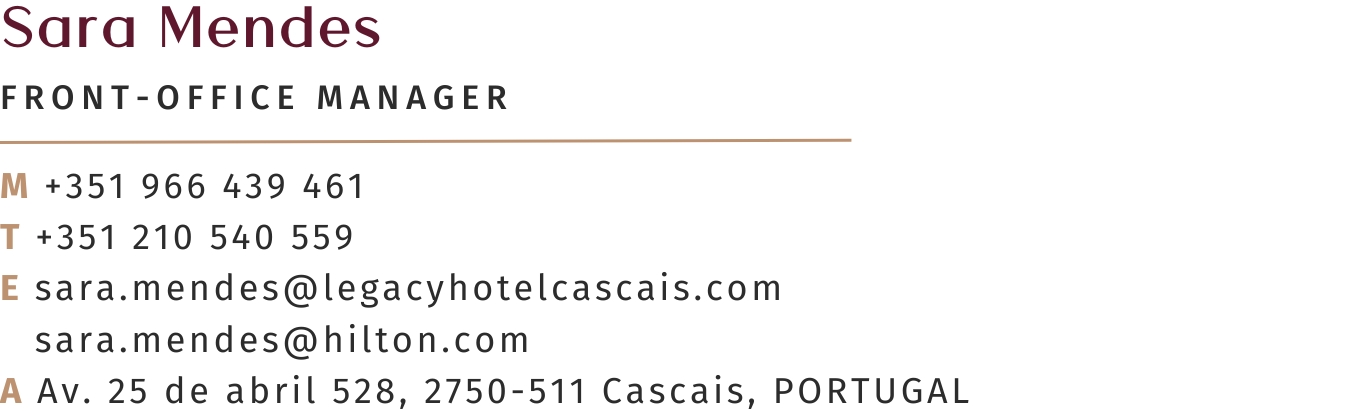 Sara Mendes
FRONT-OFFICE MANAGER
M +351 966 439 461
T +351 210 540 559
E sara.mendes@legacyhotelcascais.com
sara.mendes@hilton.com
A Av. 25 de abril 528, 2750-511 Cascais, PORTUGAL